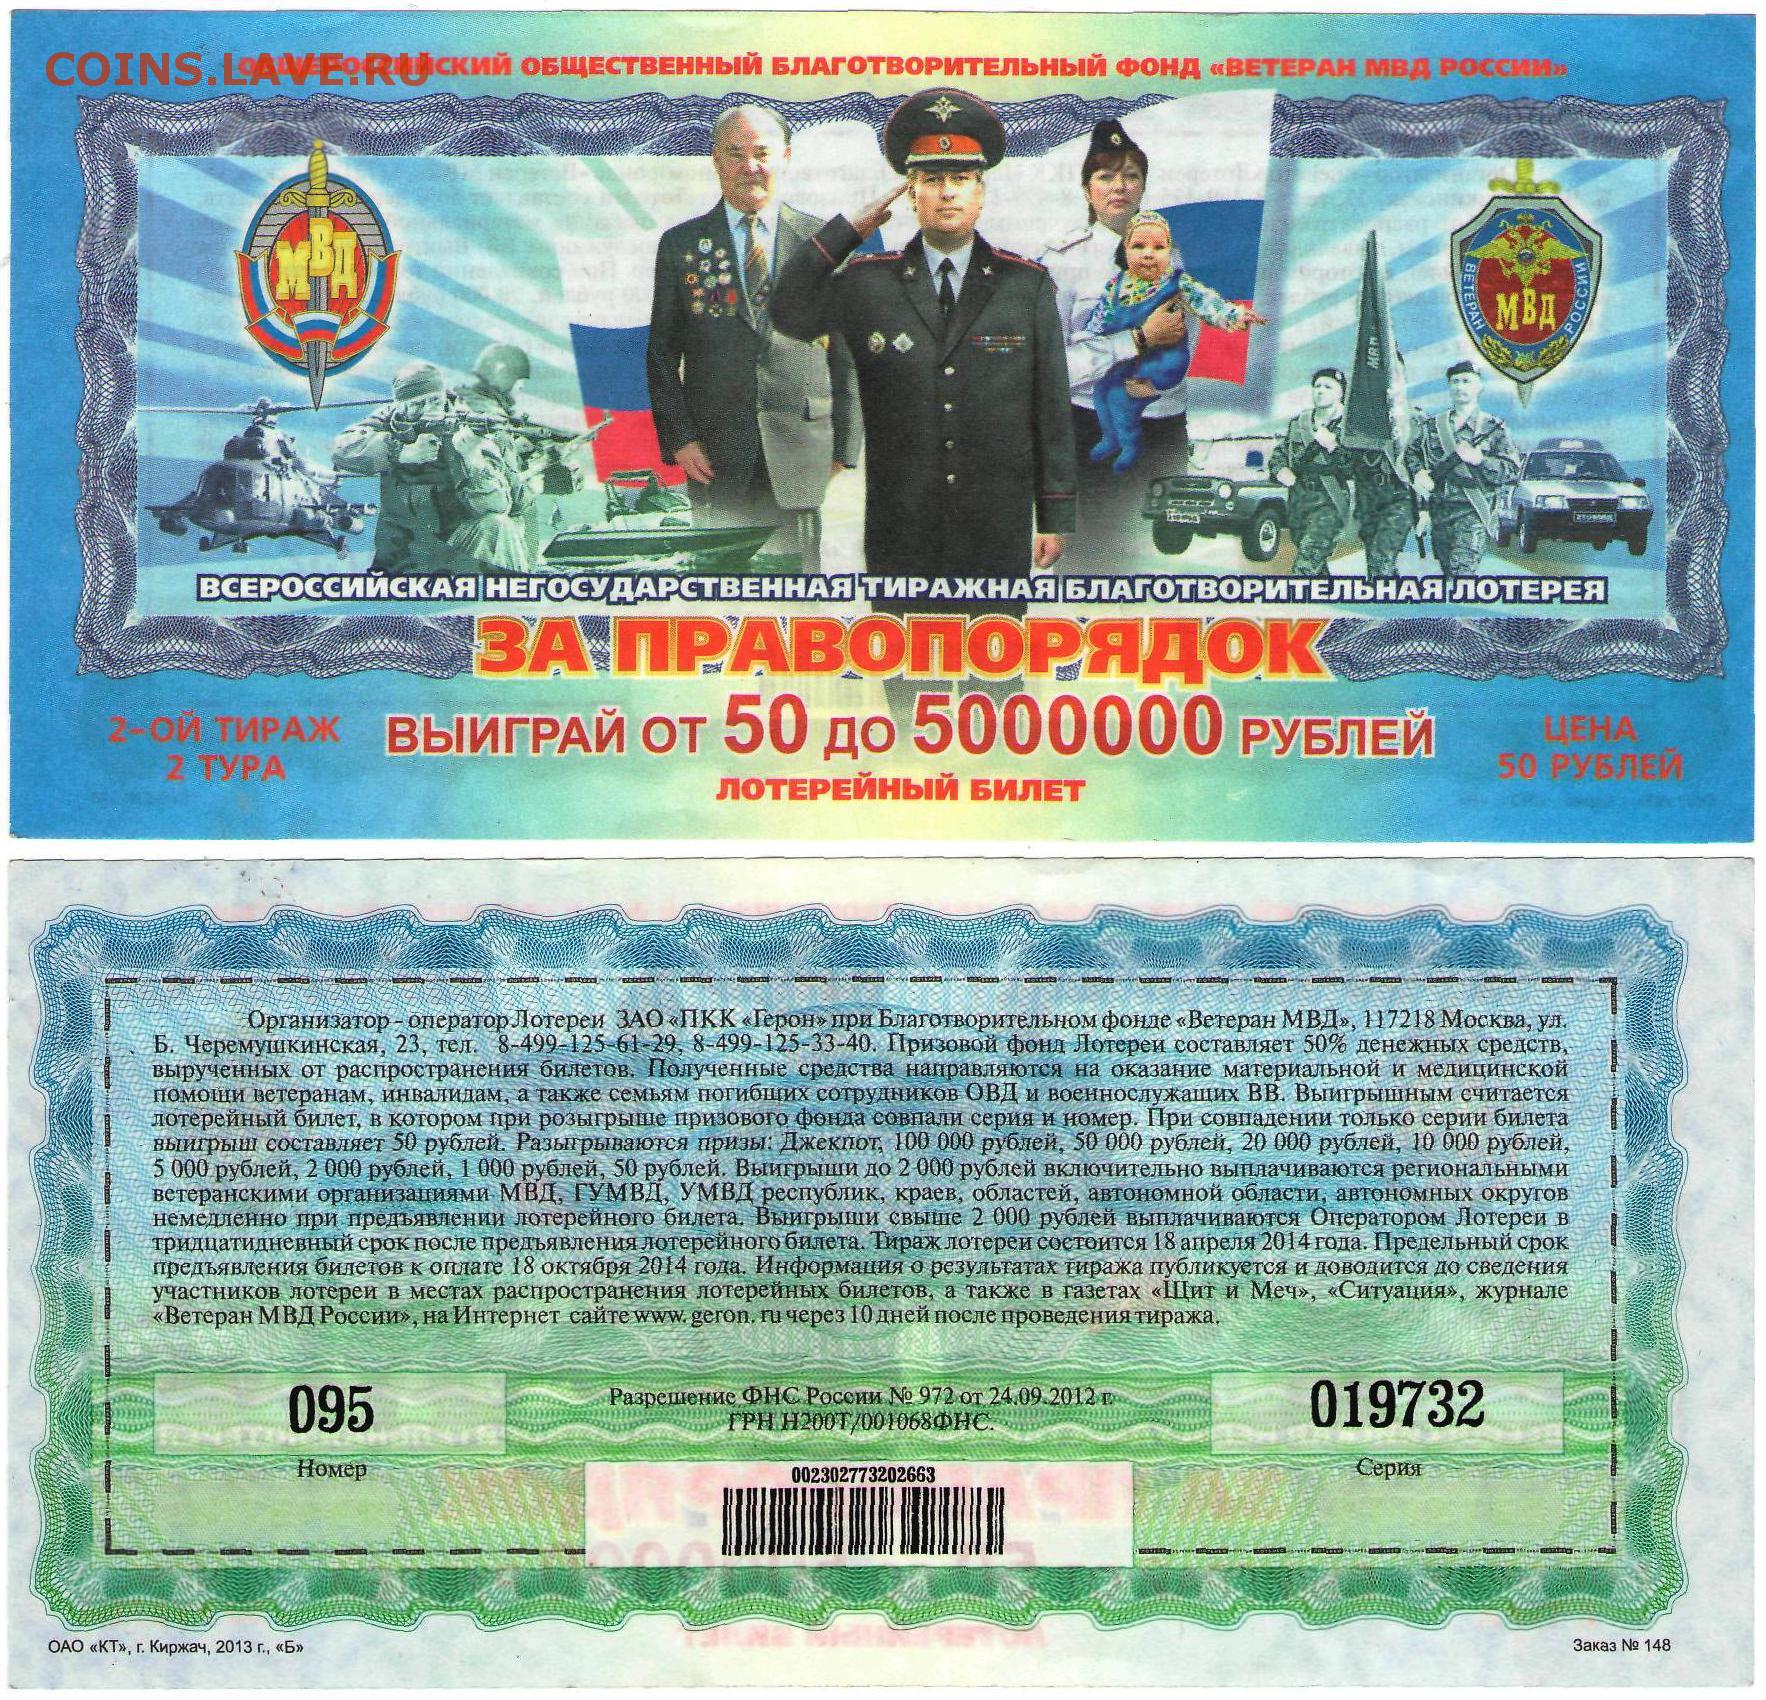 COINS.LAVE.RU
ОБЩЕРОССИЙСКИЙ ОБЩЕСТВЕННЫЙ БЛАГОТВОРИТЕЛЬНЫЙ ФОНД «ВЕТЕРАН МВД РОССИИ»
МВД
ВЕТЕРАН МВД РОССИИ
МВД
ВСЕРОССИЙСКАЯ НЕГОСУДАРСТВЕННАЯ ТИРАЖНАЯ БЛАГОТВОРИТЕЛЬНАЯ ЛОТЕРЕЯ
ЗА ПРАВОПОРЯДОК
2-ОЙ ТИРАЖ
2 ТУРА
ВЫИГРАЙ ОТ 50 ДО 5000000 РУБЛЕЙ
ЦЕНА
50 РУБЛЕЙ
ЛОТЕРЕЙНЫЙ БИЛЕТ
Организатор - оператор Лотереи ЗАО «ПКК «Герон» при Благотворительном фонде «Ветеран МВД», 117218 Москва, ул.
Б. Черемушкинская, 23, тел. 8-499-125-61-29, 8-499-125-33-40. Призовой фонд Лотереи составляет 50% денежных средств,
вырученных от распространения билетов. Полученные средства направляются на оказание материальной и медицинской
помощи ветеранам, инвалидам, а также семьям погибших сотрудников ОВД и военнослужащих ВВ. Выигрышным считается
лотерейный билет, в котором при розыгрыше призового фонда совпали серия и номер. При совпадении только серии билета
выигрыш составляет 50 рублей. Разыгрываются призы: Джекпот, 100 000 рублей, 50 000 рублей, 20 000 рублей, 10 000 рублей,
5 000 рублей, 2 000 рублей, 1 000 рублей, 50 рублей. Выигрыши до 2 000 рублей включительно выплачиваются региональными
ветеранскими организациями МВД, ГУМВД, УМВД республик, краев, областей, автономной области, автономных округов
немедленно при предъявлении лотерейного билета. Выигрыши свыше 2 000 рублей выплачиваются Оператором Лотереи в
тридцатидневный срок после предъявления лотерейного билета. Тираж лотереи состоится 18 апреля 2014 года. Предельный срок
предъявления билетов к оплате 18 октября 2014 года. Информация о результатах тиража публикуется и доводится до сведения
участников лотереи в местах распространения лотерейных билетов, а также в газетах «Щит и Меч», «Ситуация», журнале
«Ветеран МВД России», на Интернет сайте www. geron. ru через 10 дней после проведения тиража.
095
Разрешение ФНС России № 972 от 24.09.2012 г.
ГРН Н200Т/001068ФНС.
019732
Номер
Серия
002302773202663
ОАО «КТ», г. Киржач, 2013 г., «Б»
Заказ № 148